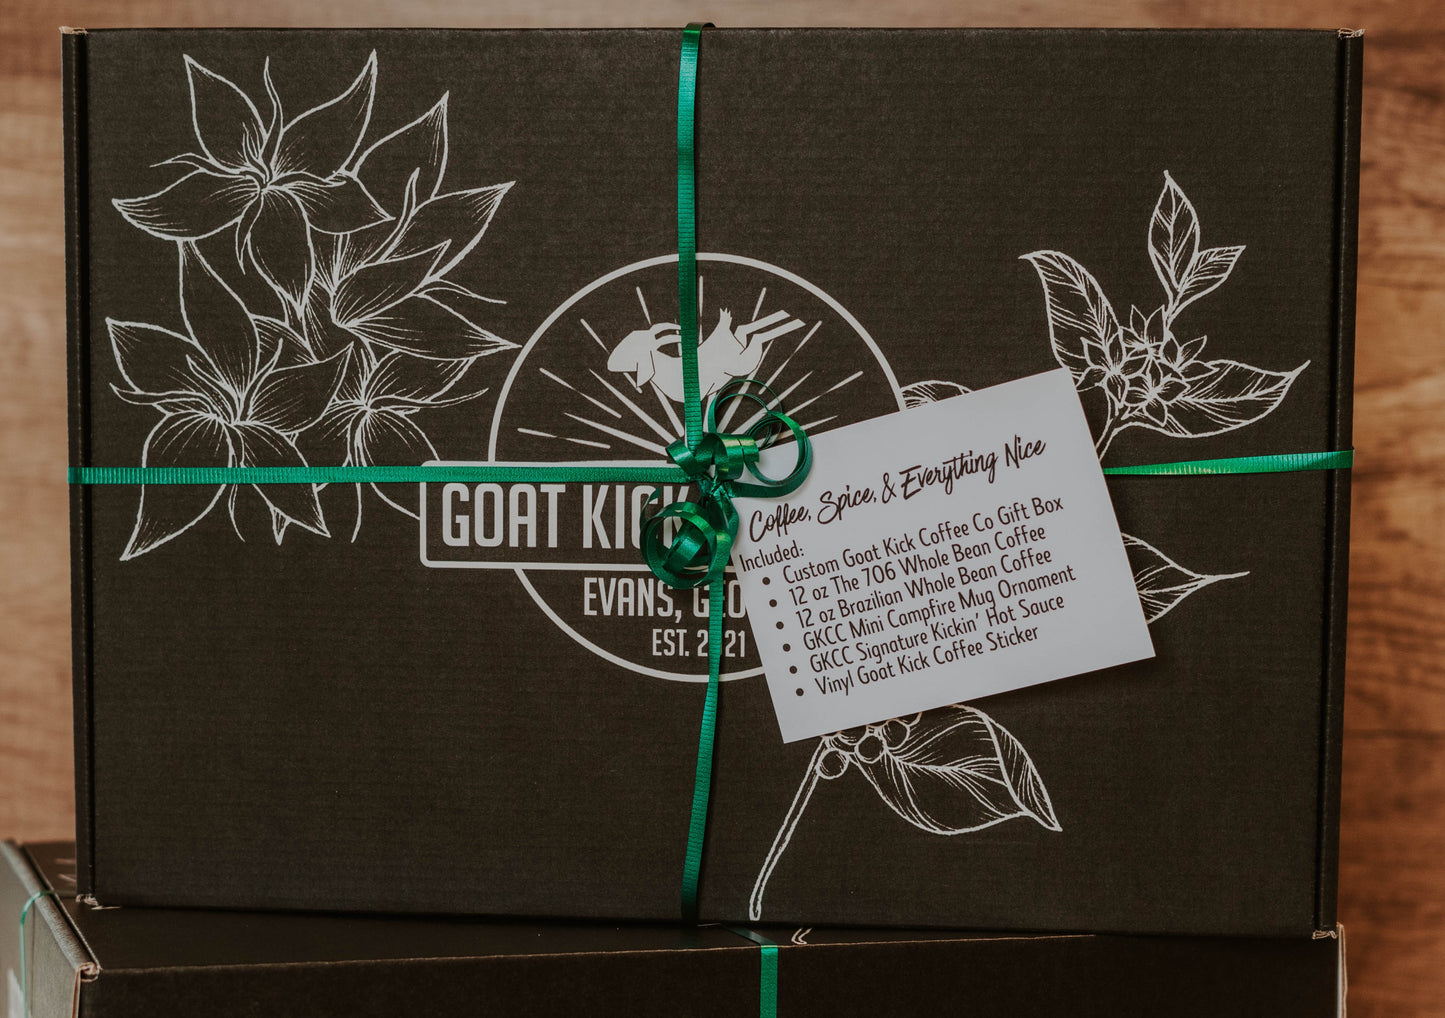 GOAT KICK
EVANS, GEO
EST. 2021
Coffee, Spice, & Everything Nice
Included:
• Custom Goat Kick Coffee Co Gift Box
• 12 oz The 706 Whole Bean Coffee
• 12 oz Brazilian Whole Bean Coffee
• GKCC Mini Campfire Mug Ornament
• GKCC Signature Kickin' Hot Sauce
• Vinyl Goat Kick Coffee Sticker